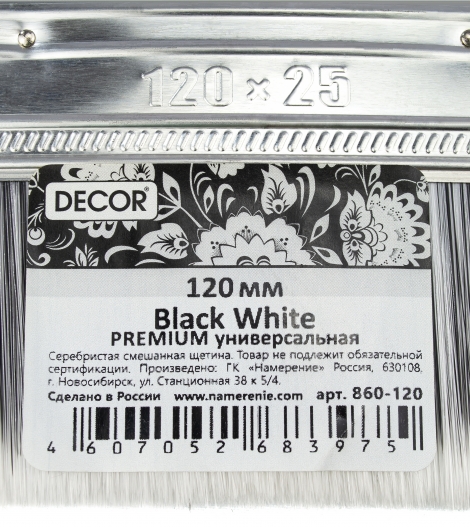 120 × 25
DECOR®
120 мм
Black White
PREMIUM универсальная
Серебристая смешанная щетина. Товар не подлежит обязательной
сертификации. Произведено: ГК «Намерение» Россия, 630108,
г. Новосибирск, ул. Станционная 38 к 5/4.
Сделано в России www.namerenie.com арт. 860-120
4 607052 683975